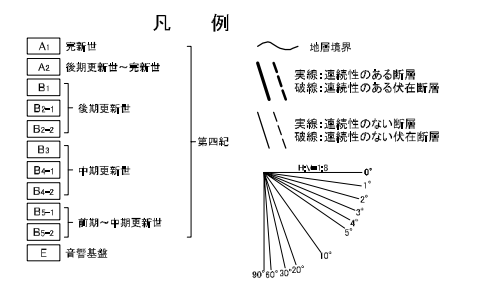 凡 例
A1 完新世
A2 後期更新世～完新世
B1
B2-1 後期更新世
B2-2
B3
B4-1 中期更新世
B4-2
B5-1
前期～中期更新世
B5-2
E 音響基盤
第四紀
地層境界
実線：連続性のある断層
破線：連続性のある伏在断層
実線：連続性のない断層
破線：連続性のない伏在断層
H:V=1:8
0°
1°
2°
3°
4°
5°
10°
20°
30°
60°
90°